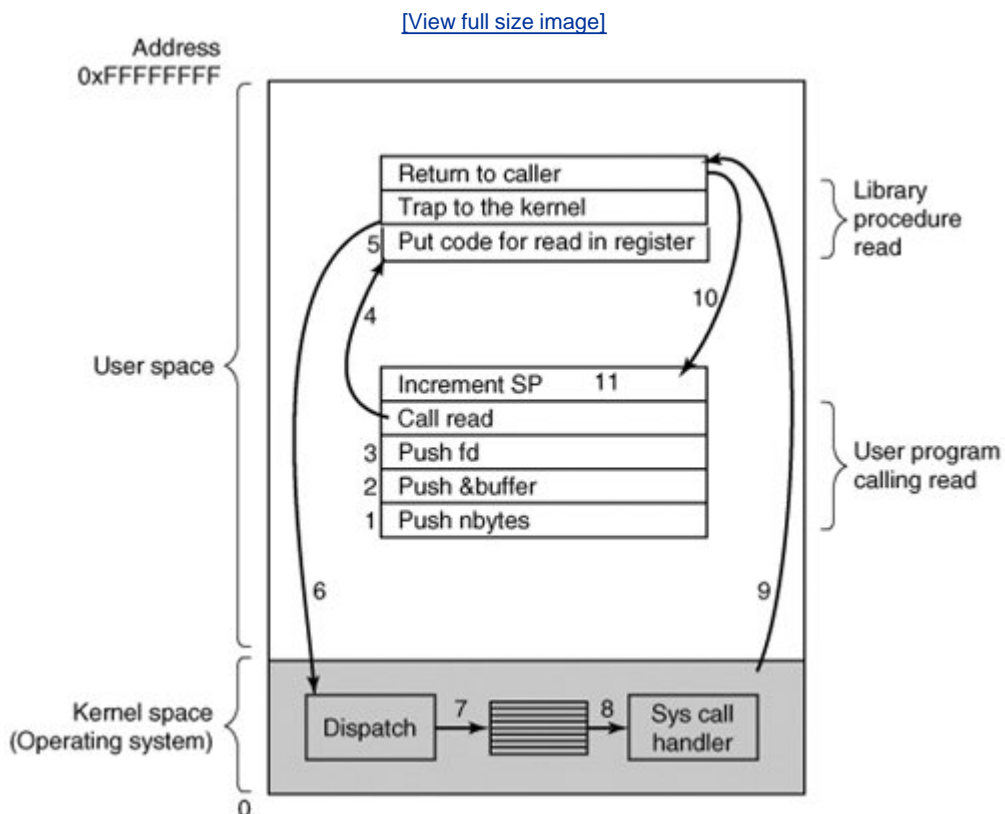 [View full size image]
Address
0xFFFFFFFF
Return to caller
Trap to the kernel
5 Put code for read in register
Library
procedure
read
4
10
User space
Increment SP 11
Call read
3 Push fd
2 Push &buffer
1 Push nbytes
User program
calling read
6
9
Kernel space
(Operating system)
Dispatch
7
8
Sys call
handler
0